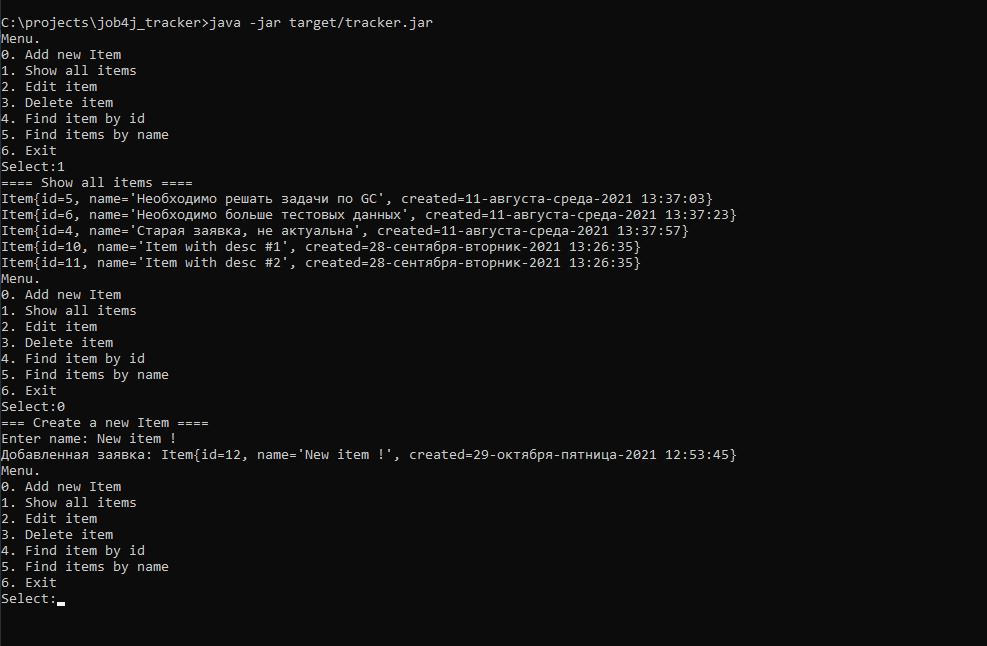 C:\projects\job4j_tracker>java -jar target/tracker.jar
Menu.
0. Add new Item
1. Show all items
2. Edit item
3. Delete item
4. Find item by id
5. Find items by name
6. Exit
Select:1
==== Show all items ====
Item{id=5, name='Необходимо решать задачи по GC', created=11-августа-среда-2021 13:37:03}
Item{id=6, name='Необходимо больше тестовых данных', created=11-августа-среда-2021 13:37:23}
Item{id=4, name='Старая заявка, не актуальна', created=11-августа-среда-2021 13:37:57}
Item{id=10, name='Item with desc #1', created=28-сентября-вторник-2021 13:26:35}
Item{id=11, name='Item with desc #2', created=28-сентября-вторник-2021 13:26:35}
Menu.
0. Add new Item
1. Show all items
2. Edit item
3. Delete item
4. Find item by id
5. Find items by name
6. Exit
Select:0
=== Create a new Item ====
Enter name: New item !
Добавленная заявка: Item{id=12, name='New item !', created=29-октября-пятница-2021 12:53:45}
Menu.
0. Add new Item
1. Show all items
2. Edit item
3. Delete item
4. Find item by id
5. Find items by name
6. Exit
Select: